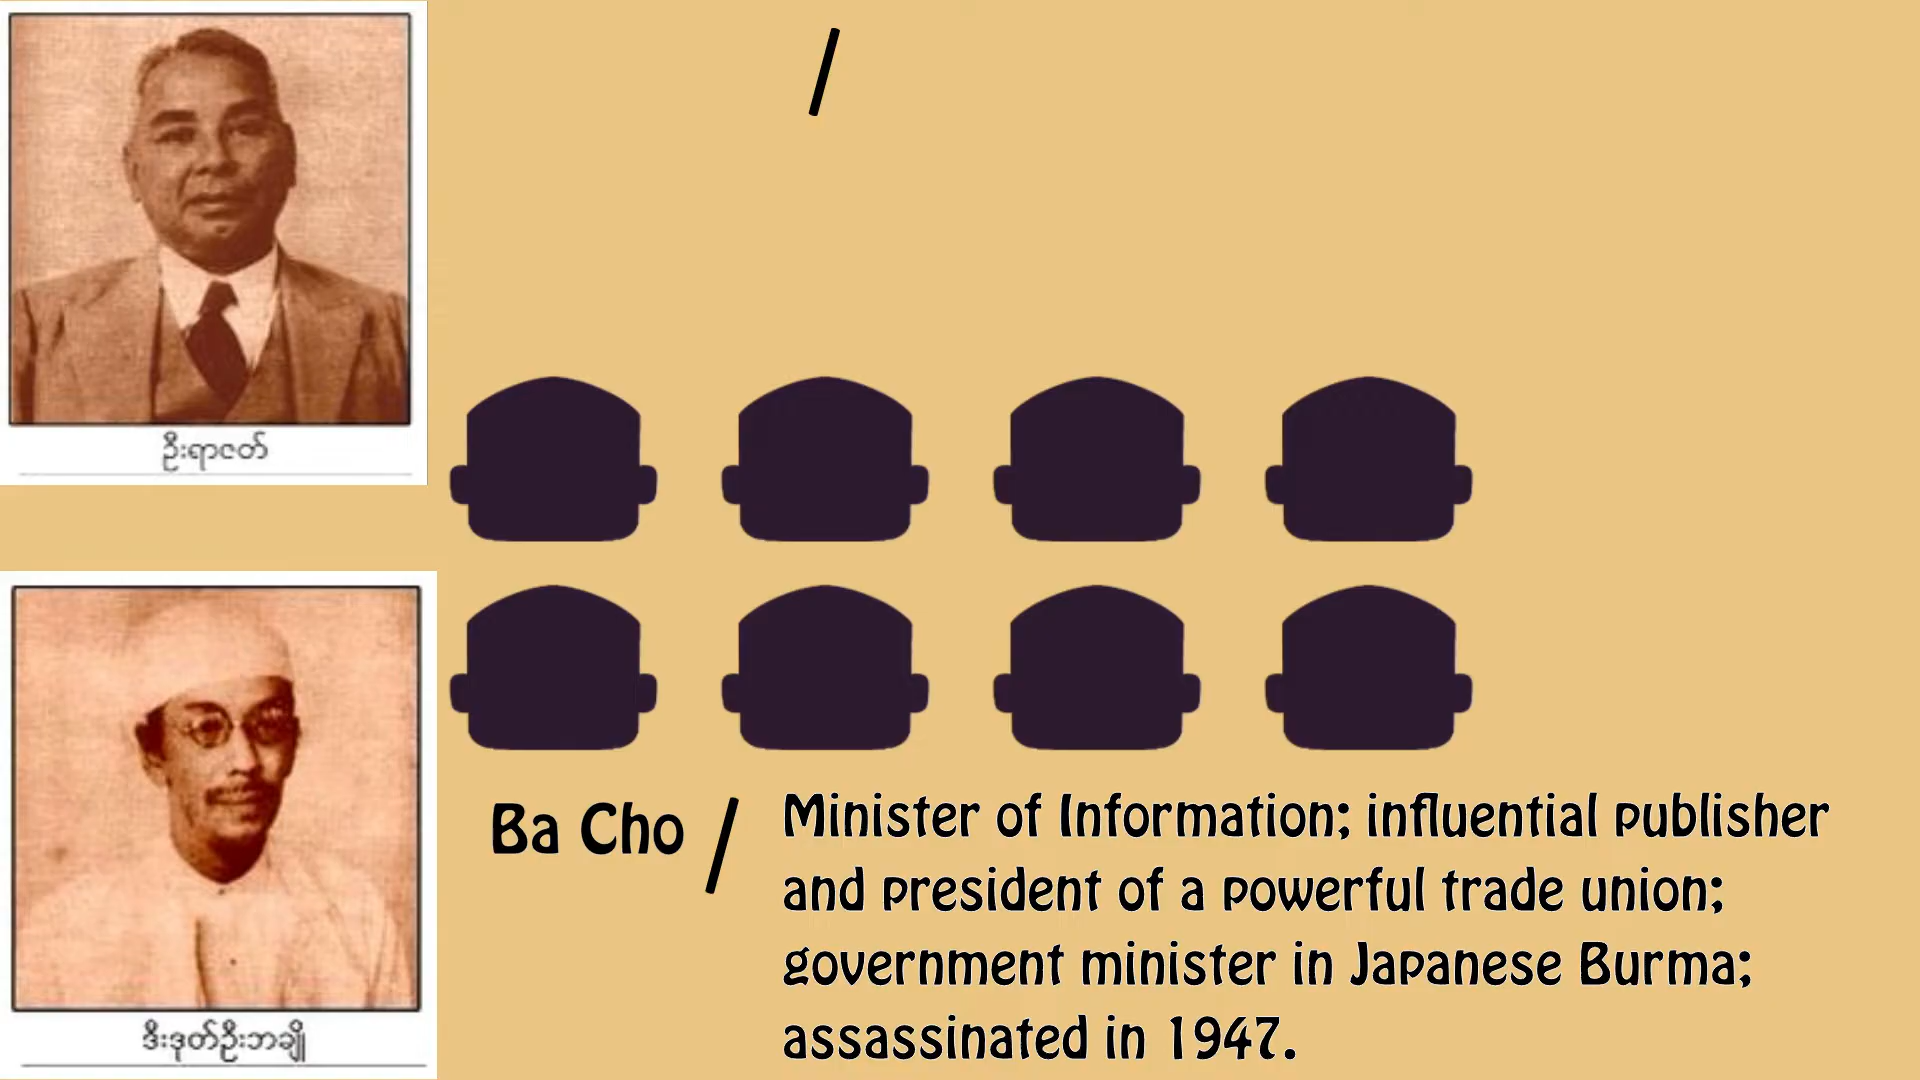 /
ဦးရာဇတ်
Ba Cho /
Minister of Information; influential publisher
and president of a powerful trade union;
government minister in Japanese Burma;
assassinated in 1947.
ဒီးဒုတ်ဦးဘချို